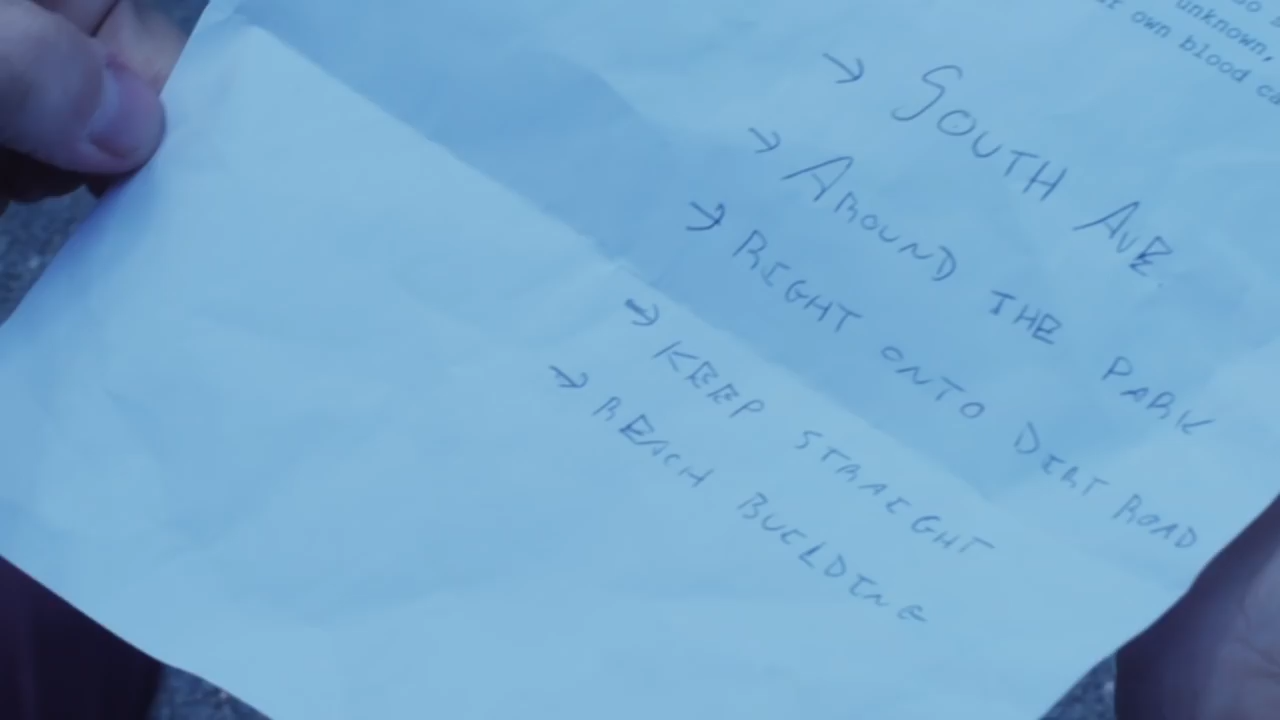 unknown,
own blood
→ SOUTH AVE.
→ AROUND THE PARK
→ RIGHT ONTO DIRT ROAD
→ KEEP STRAIGHT
→ REACH BUILDING